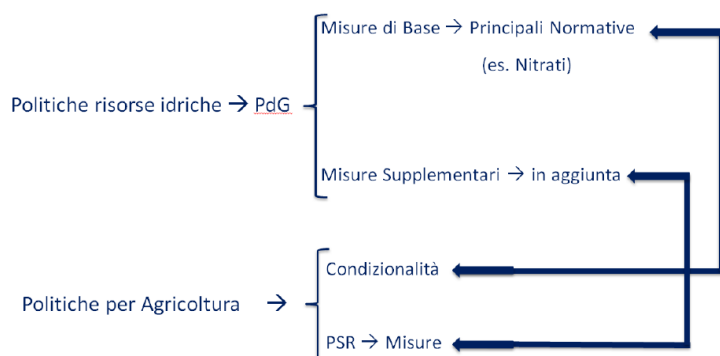 Misure di Base → Principali Normative
(es. Nitrati)
Politiche risorse idriche → PdG
Misure Supplementari → in aggiunta
Condizionalità
Politiche per Agricoltura →
PSR → Misure